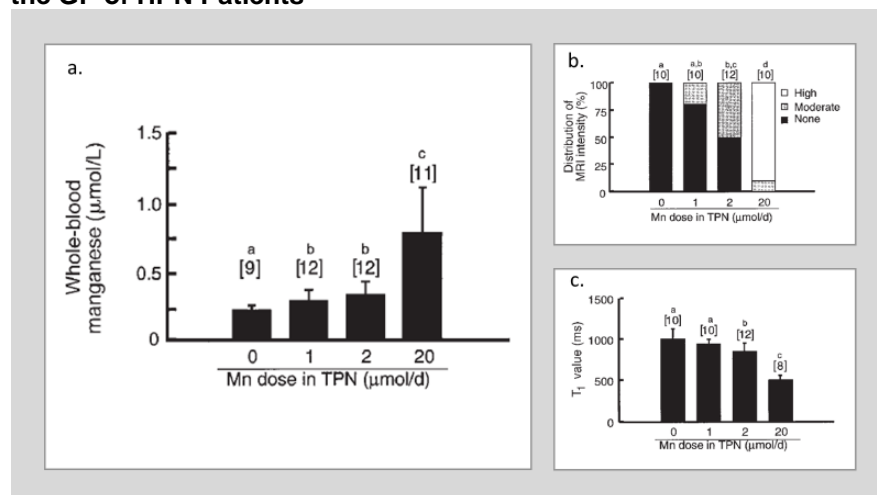 the GP of HPN Patients
a.
Whole-blood
manganese (μmol/L)
1.5
1.0
0.5
0
a
[9]
b
[12]
b
[12]
c
[11]
0 1 2 20
Mn dose in TPN (μmol/d)
b.
Distribution of
MRI intensity (%)
100
75
50
25
0
a
[10]
a,b
[10]
b,c
[12]
d
[10]
High
Moderate
None
0 1 2 20
Mn dose in TPN (μmol/d)
c.
T1 value (ms)
1500
1000
500
0
a
[10]
a
[10]
b
[12]
c
[8]
0 1 2 20
Mn dose in TPN (μmol/d)